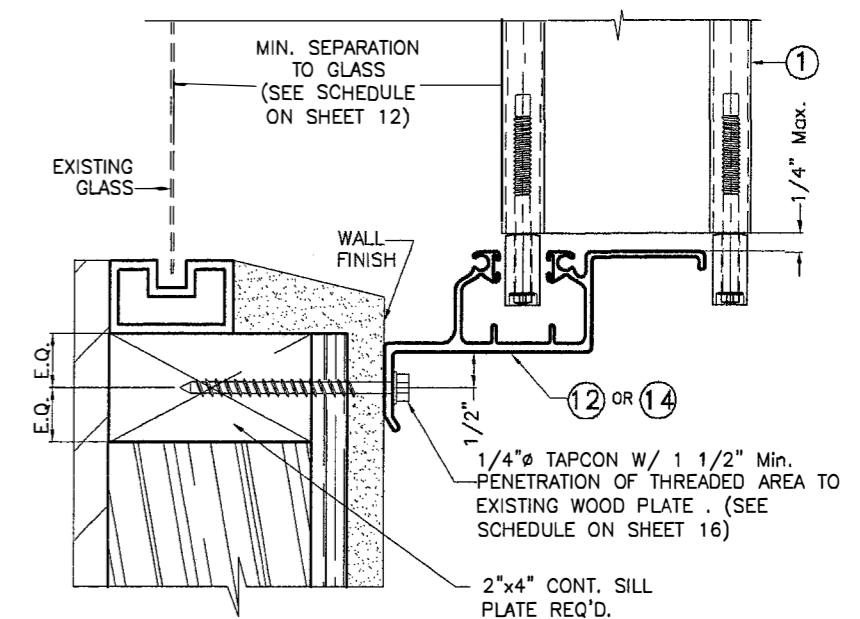 MIN. SEPARATION
TO GLASS
(SEE SCHEDULE
ON SHEET 12)
1
1/4" Max.
EXISTING
GLASS
WALL
FINISH
E.Q.
E.Q.
1/2"
12 OR 14
1/4"ø TAPCON W/ 1 1/2" Min.
PENETRATION OF THREADED AREA TO
EXISTING WOOD PLATE . (SEE
SCHEDULE ON SHEET 16)
2"x4" CONT. SILL
PLATE REQ'D.